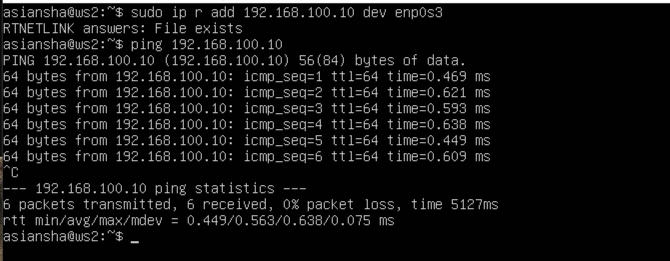 asiansha@ws2:~$ sudo ip r add 192.168.100.10 dev enp0s3
RTNETLINK answers: File exists
asiansha@ws2:~$ ping 192.168.100.10
PING 192.168.100.10 (192.168.100.10) 56(84) bytes of data.
64 bytes from 192.168.100.10: icmp_seq=1 ttl=64 time=0.469 ms
64 bytes from 192.168.100.10: icmp_seq=2 ttl=64 time=0.621 ms
64 bytes from 192.168.100.10: icmp_seq=3 ttl=64 time=0.593 ms
64 bytes from 192.168.100.10: icmp_seq=4 ttl=64 time=0.638 ms
64 bytes from 192.168.100.10: icmp_seq=5 ttl=64 time=0.449 ms
64 bytes from 192.168.100.10: icmp_seq=6 ttl=64 time=0.609 ms
^C
--- 192.168.100.10 ping statistics ---
6 packets transmitted, 6 received, 0% packet loss, time 5127ms
rtt min/avg/max/mdev = 0.449/0.563/0.638/0.075 ms
asiansha@ws2:~$ _